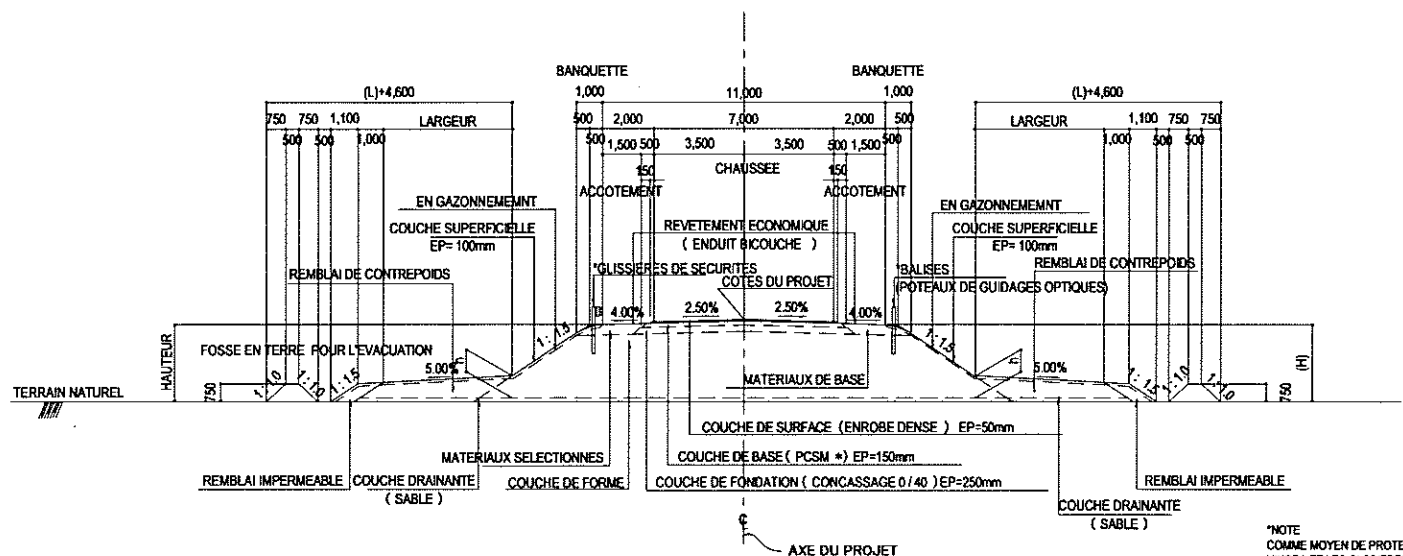 BANQUETTE BANQUETTE
(L)+4,600 1,000 11,000 1,000 (L)+4,600
750 750 1,100 LARGEUR 500 2,000 7,000 2,000 500 LARGEUR 1,100 750 750
500 500 1,000 500 1,500 500 3,500 3,500 500 1,500 500 1,000 500 500
150 CHAUSSEE 150
ACCOTEMENT ACCOTEMENT
EN GAZONNEMEMNT EN GAZONNEMEMNT
COUCHE SUPERFICIELLE REVETEMENT ECONOMIQUE COUCHE SUPERFICIELLE
EP= 100mm ( ENDUIT BICOUCHE ) EP= 100mm
REMBLAI DE CONTREPOIDS *GLISSIERES DE SECURITES *BALISES REMBLAI DE CONTREPOIDS
COTES DU PROJET (POTEAUX DE GUIDAGES OPTIQUES)
4.00% 2.50% 2.50% 4.00%
HAUTEUR FOSSE EN TERRE POUR L'EVACUATION 1:1.5 1:1.5 (H)
5.00% h h 5.00%
750 1:1.0 1:1.0 1:1.5 MATERIAUX DE BASE 1:1.5 1:1.0 1:1.0 750
TERRAIN NATUREL
COUCHE DE SURFACE ( ENROBE DENSE ) EP=50mm
MATERIAUX SELECTIONNES COUCHE DE BASE ( PCSM *) EP=150mm
REMBLAI IMPERMEABLE COUCHE DRAINANTE COUCHE DE FORME COUCHE DE FONDATION ( CONCASSAGE 0 / 40 ) EP=250mm REMBLAI IMPERMEABLE
( SABLE ) COUCHE DRAINANTE
( SABLE )
AXE DU PROJET
*NOTE
COMME MOYEN DE PROTE